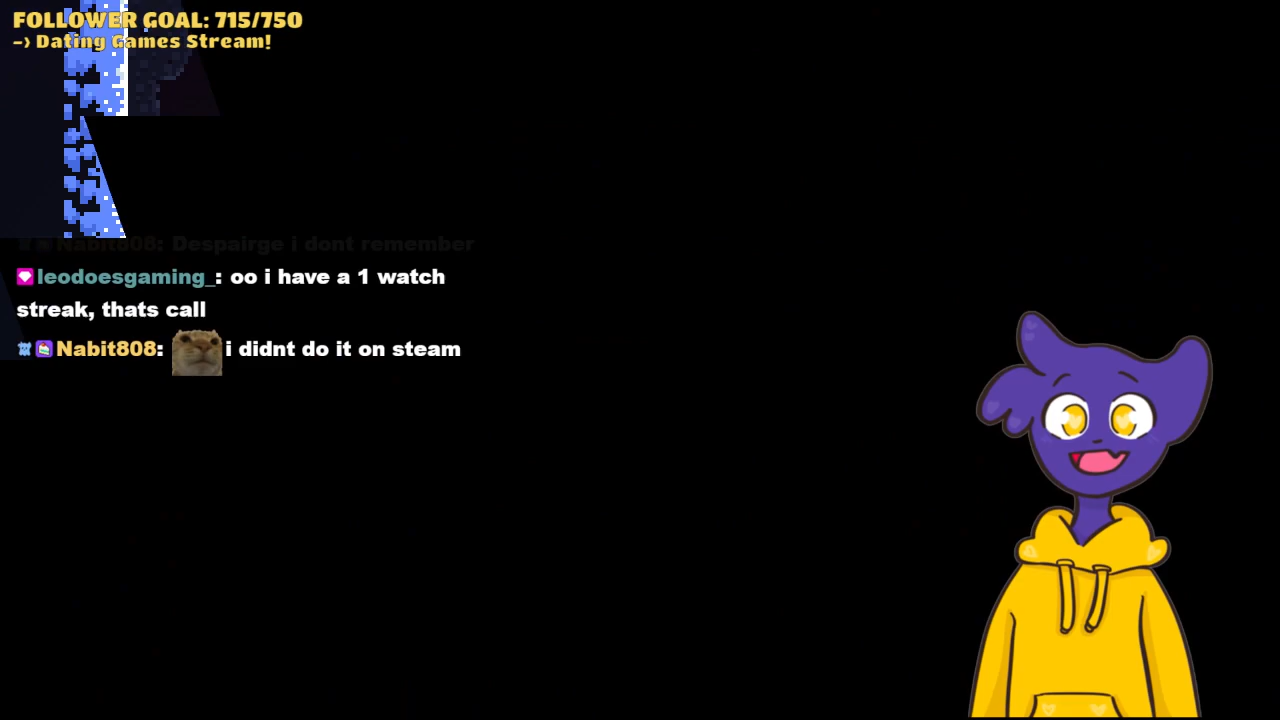 FOLLOWER GOAL: 715/750
-> Dating Games Stream!
Nabit808: Despairge i dont remember
leodoesgaming_: oo i have a 1 watch
streak, thats call
Nabit808: i didnt do it on steam